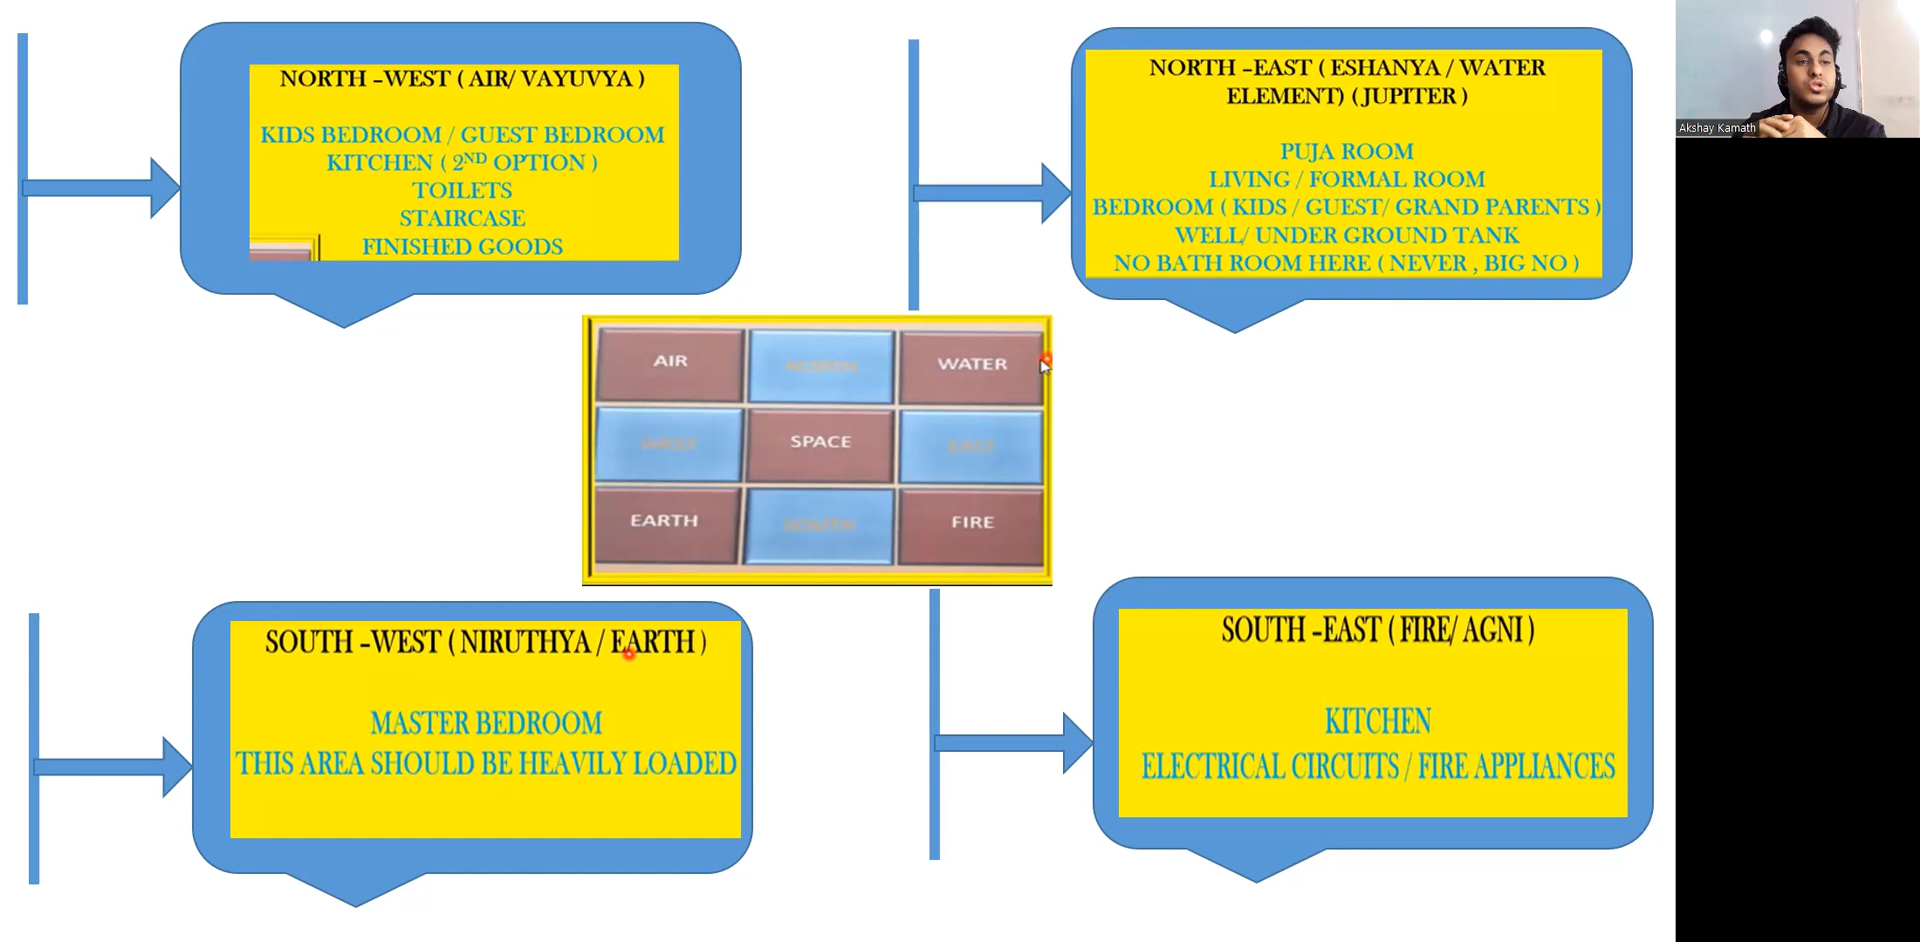 NORTH –WEST ( AIR/ VAYUVYA )
KIDS BEDROOM / GUEST BEDROOM
KITCHEN ( 2ND OPTION )
TOILETS
STAIRCASE
FINISHED GOODS
NORTH –EAST ( ESHANYA / WATER
ELEMENT) ( JUPITER )
PUJA ROOM
LIVING / FORMAL ROOM
BEDROOM ( KIDS / GUEST/ GRAND PARENTS )
WELL/ UNDER GROUND TANK
NO BATH ROOM HERE ( NEVER , BIG NO )
Akshay Kamath
AIR NORTH WATER
WEST SPACE EAST
EARTH SOUTH FIRE
SOUTH –WEST ( NIRUTHYA / EARTH )
MASTER BEDROOM
THIS AREA SHOULD BE HEAVILY LOADED
SOUTH –EAST ( FIRE/ AGNI )
KITCHEN
ELECTRICAL CIRCUITS / FIRE APPLIANCES